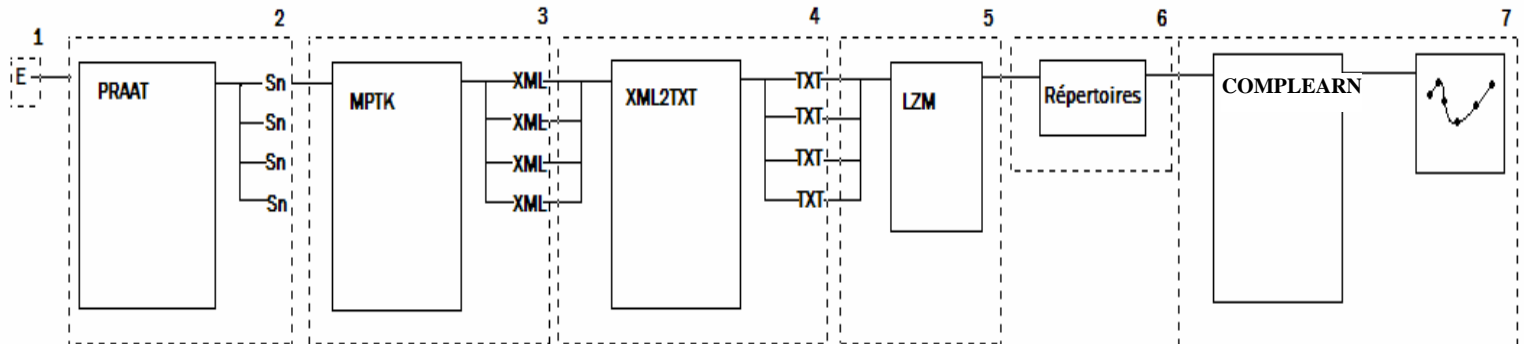 1
2
3
4
5
6
7
E
PRAAT
Sn
Sn
Sn
Sn
MPTK
XML
XML
XML
XML
XML2TXT
TXT
TXT
TXT
TXT
LZM
Répertoires
COMPLEARN